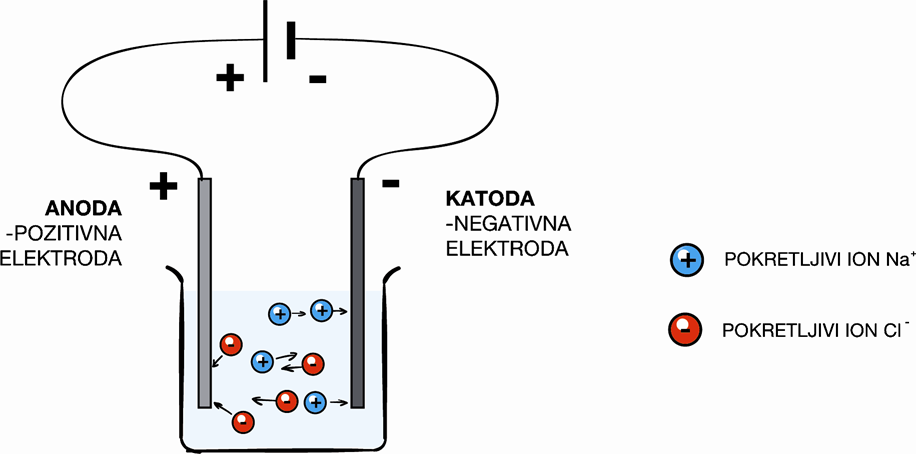 + -
+ -
ANODA
-POZITIVNA
ELEKTRODA
KATODA
-NEGATIVNA
ELEKTRODA
+ POKRETLJIVI ION Na⁺
- POKRETLJIVI ION Cl⁻
+ +
-
+ -
- +
-